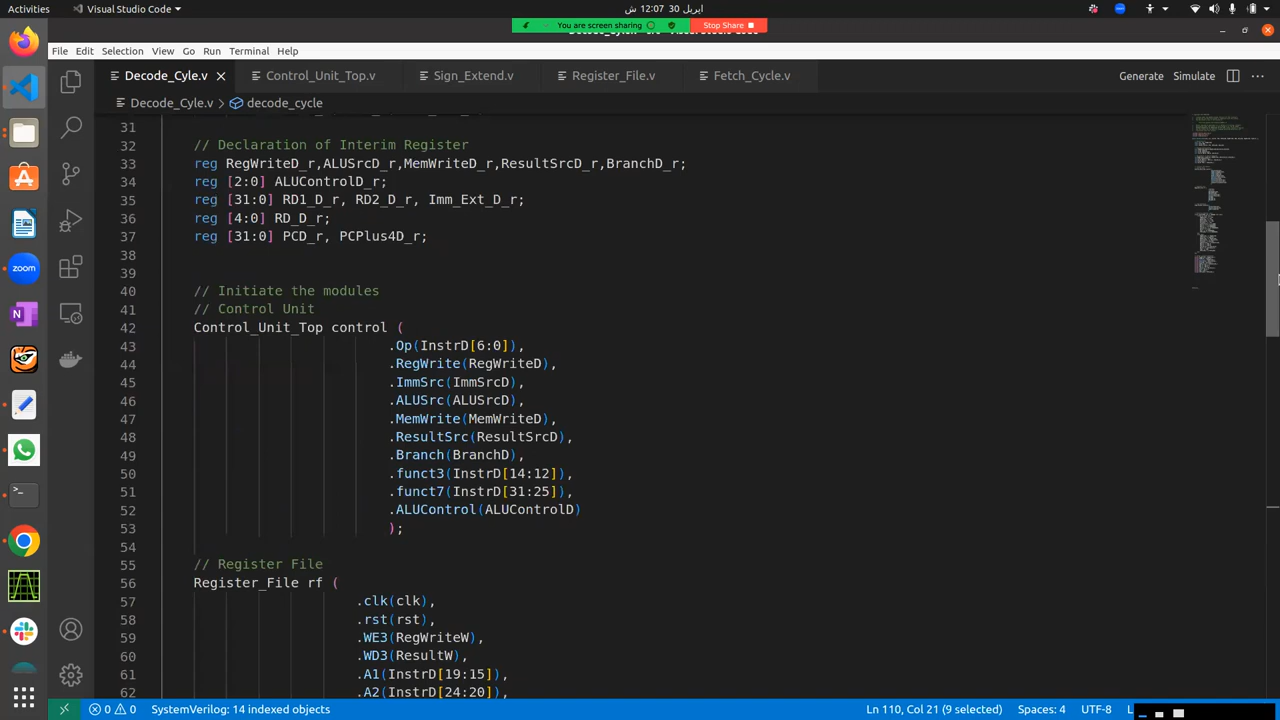 Activities
Visual Studio Code
اپریل 30 12:07 ش
You are screen sharing
Stop Share
File Edit Selection View Go Run Terminal Help
Decode_Cyle.v
Control_Unit_Top.v
Sign_Extend.v
Register_File.v
Fetch_Cycle.v
Generate
Simulate
Decode_Cyle.v > decode_cycle
31
32 // Declaration of Interim Register
33 reg RegWriteD_r,ALUSrcD_r,MemWriteD_r,ResultSrcD_r,BranchD_r;
34 reg [2:0] ALUControlD_r;
35 reg [31:0] RD1_D_r, RD2_D_r, Imm_Ext_D_r;
36 reg [4:0] RD_D_r;
37 reg [31:0] PCD_r, PCPlus4D_r;
38
39
40 // Initiate the modules
41 // Control Unit
42 Control_Unit_Top control (
43 .Op(InstrD[6:0]),
44 .RegWrite(RegWriteD),
45 .ImmSrc(ImmSrcD),
46 .ALUSrc(ALUSrcD),
47 .MemWrite(MemWriteD),
48 .ResultSrc(ResultSrcD),
49 .Branch(BranchD),
50 .funct3(InstrD[14:12]),
51 .funct7(InstrD[31:25]),
52 .ALUControl(ALUControlD)
53 );
54
55 // Register File
56 Register_File rf (
57 .clk(clk),
58 .rst(rst),
59 .WE3(RegWriteW),
60 .WD3(ResultW),
61 .A1(InstrD[19:15]),
62 .A2(InstrD[24:20]),
zoom
0 0 SystemVerilog: 14 indexed objects
Ln 110, Col 21 (9 selected)
Spaces: 4
UTF-8